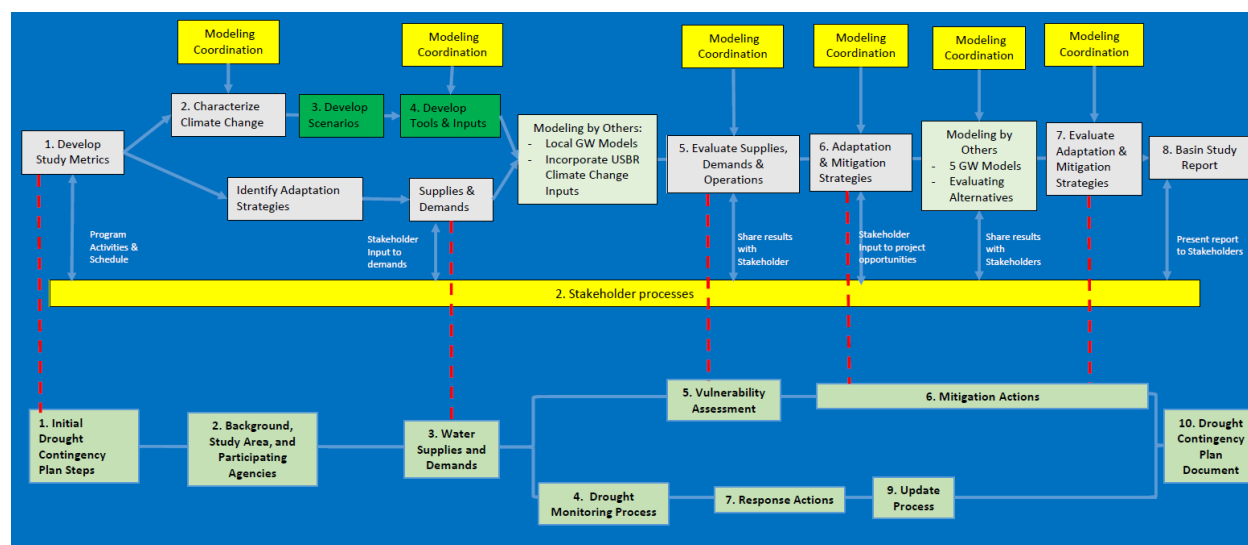 Modeling
Coordination
Modeling
Coordination
Modeling
Coordination
Modeling
Coordination
Modeling
Coordination
Modeling
Coordination
2. Characterize
Climate Change
3. Develop
Scenarios
4. Develop
Tools & Inputs
1. Develop
Study Metrics
Identify Adaptation
Strategies
Supplies &
Demands
Modeling by Others:
- Local GW Models
- Incorporate USBR
Climate Change
Inputs
5. Evaluate Supplies,
Demands &
Operations
6. Adaptation
& Mitigation
Strategies
Modeling by
Others
- 5 GW Models
- Evaluating
Alternatives
7. Evaluate
Adaptation &
Mitigation
Strategies
8. Basin Study
Report
Program
Activities &
Schedule
Stakeholder
Input to
demands
Share results
with
Stakeholder
Stakeholder
Input to project
opportunities
Share results
with
Stakeholders
Present report
to Stakeholders
2. Stakeholder processes
1. Initial
Drought
Contingency
Plan Steps
2. Background,
Study Area, and
Participating
Agencies
3. Water
Supplies and
Demands
5. Vulnerability
Assessment
6. Mitigation Actions
4. Drought
Monitoring Process
7. Response Actions
9. Update
Process
10. Drought
Contingency
Plan
Document